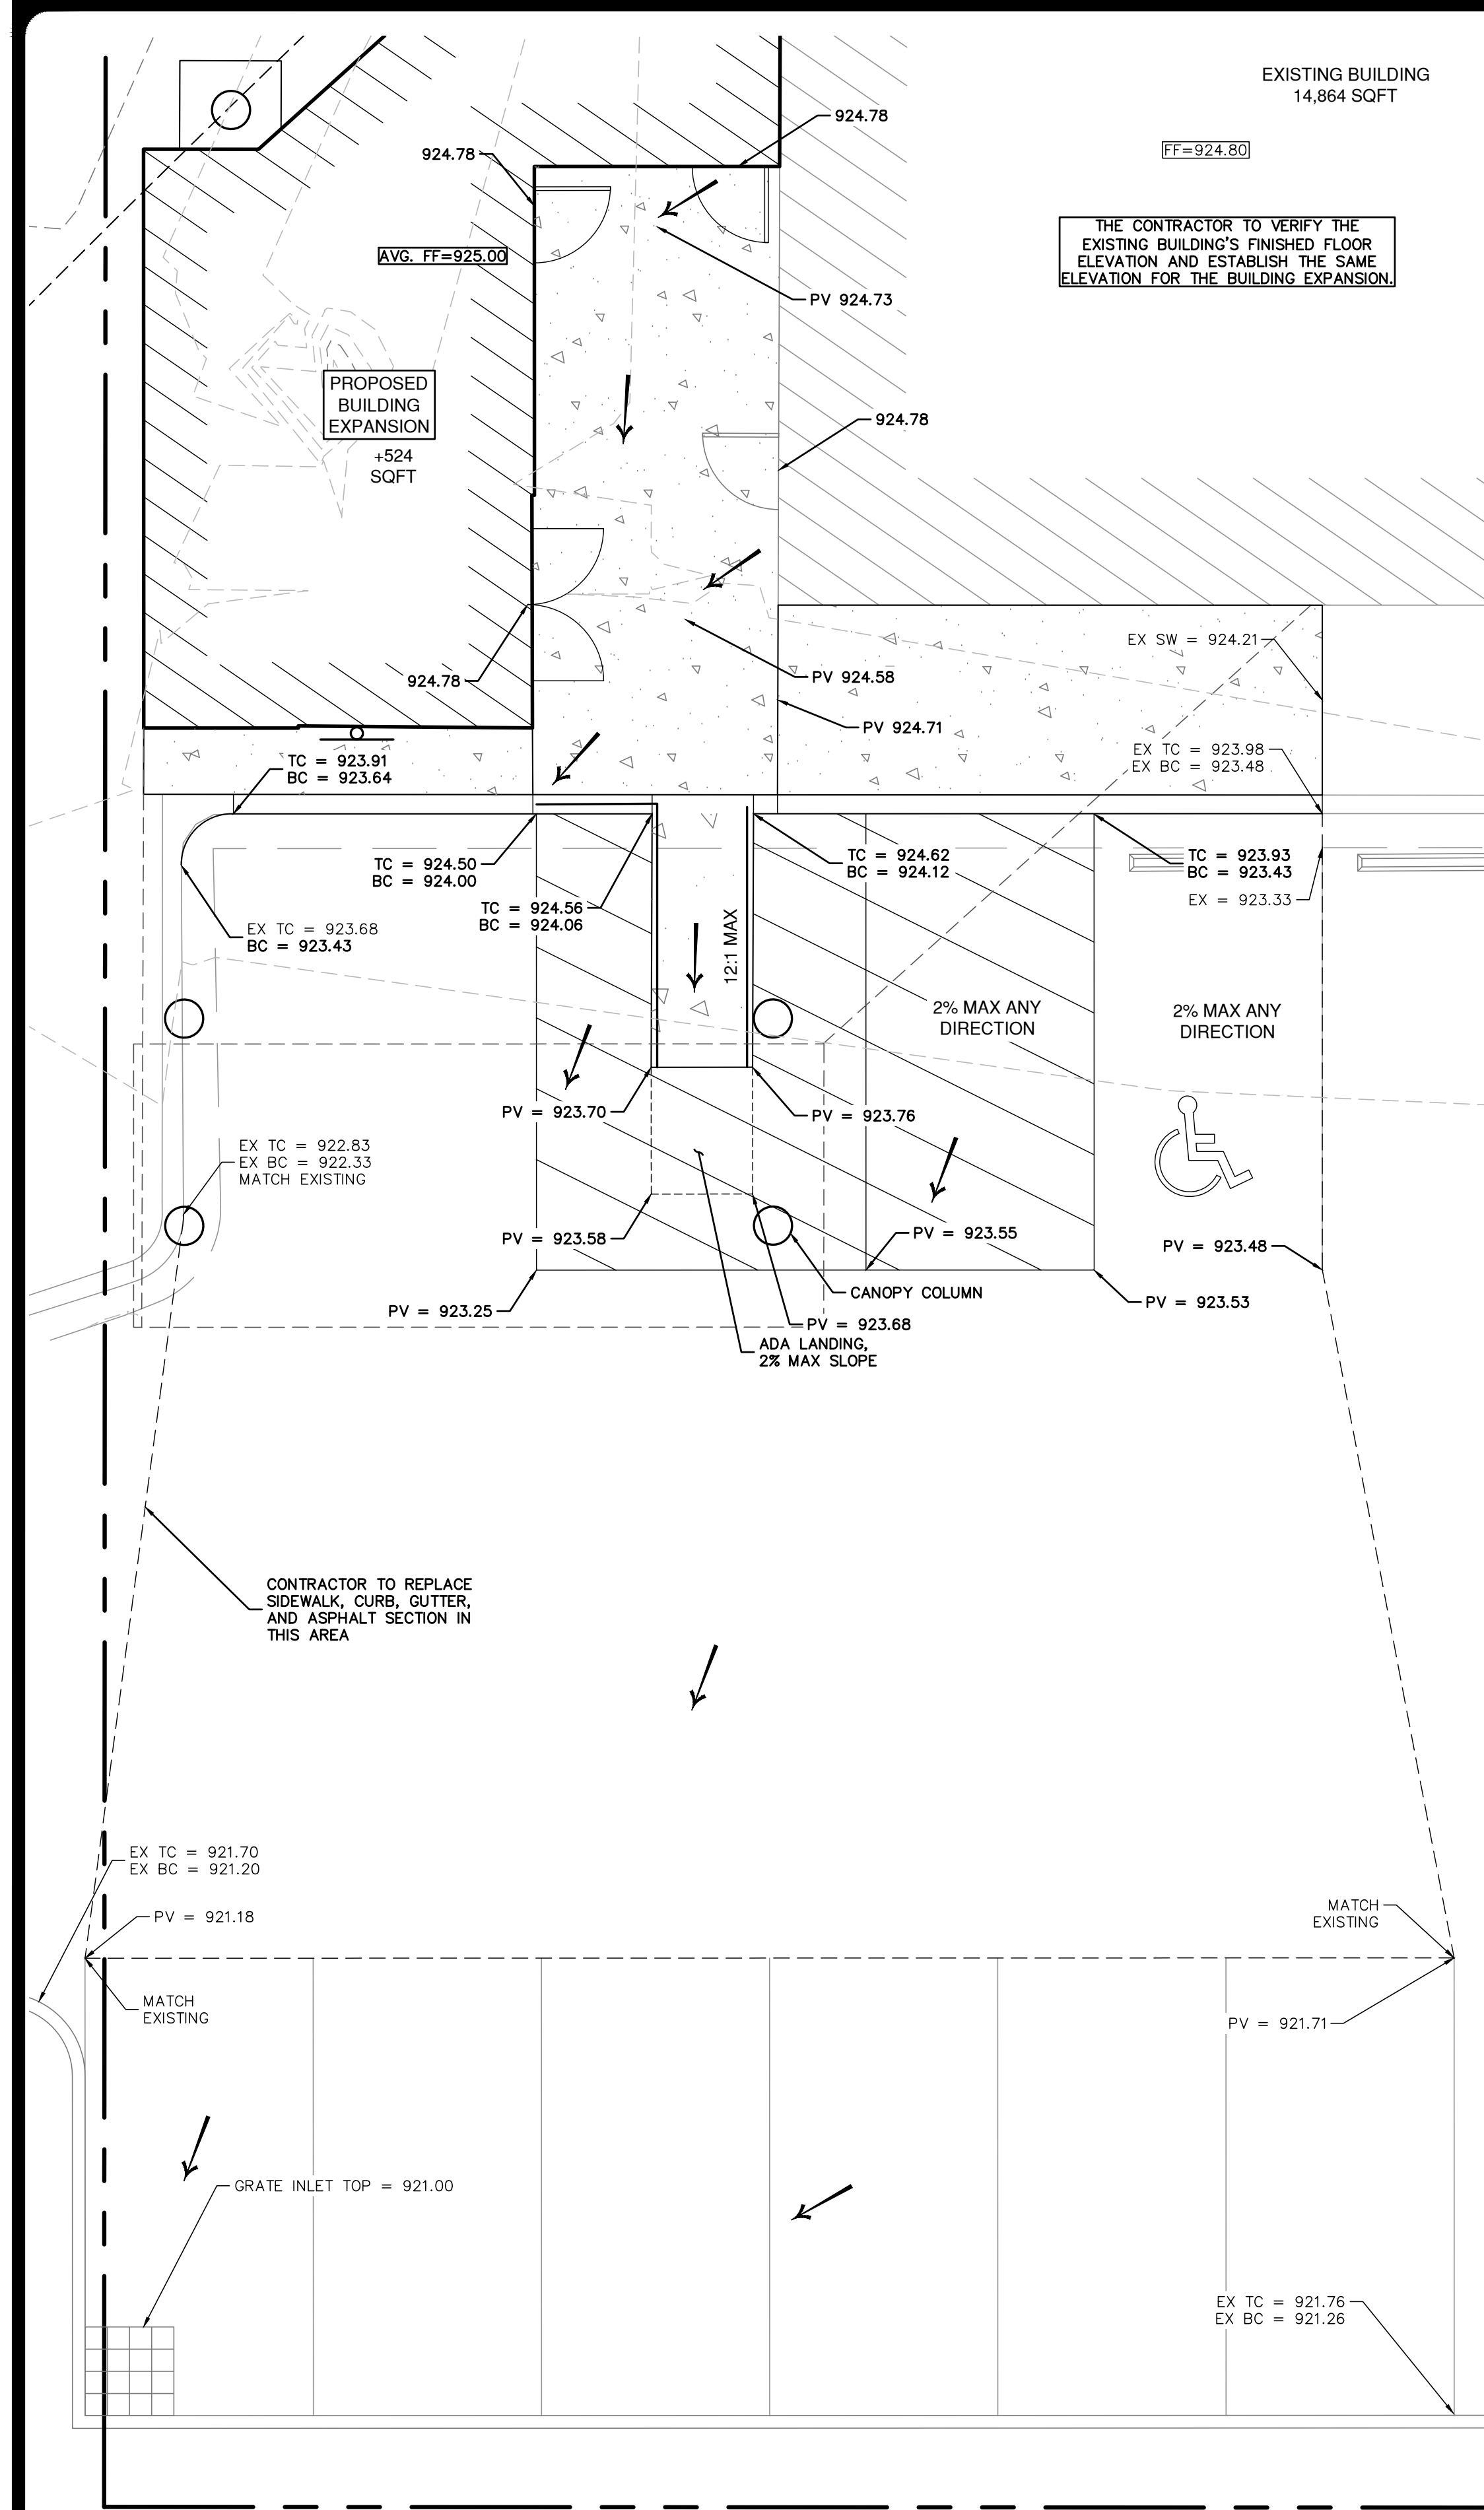 EXISTING BUILDING
14,864 SQFT
924.78
924.78
FF=924.80
THE CONTRACTOR TO VERIFY THE
EXISTING BUILDING'S FINISHED FLOOR
ELEVATION AND ESTABLISH THE SAME
ELEVATION FOR THE BUILDING EXPANSION.
AVG. FF=925.00
PV 924.73
PROPOSED
BUILDING
EXPANSION
+524
SQFT
924.78
EX SW = 924.21
924.78
PV 924.58
PV 924.71
TC = 923.91
BC = 923.64
EX TC = 923.98
EX BC = 923.48
TC = 924.50
BC = 924.00
TC = 924.62
BC = 924.12
TC = 923.93
BC = 923.43
EX = 923.33
TC = 924.56
BC = 924.06
EX TC = 923.68
BC = 923.43
12:1 MAX
2% MAX ANY
DIRECTION
2% MAX ANY
DIRECTION
PV = 923.70
PV = 923.76
EX TC = 922.83
EX BC = 922.33
MATCH EXISTING
PV = 923.58
PV = 923.55
PV = 923.48
CANOPY COLUMN
PV = 923.25
PV = 923.53
PV = 923.68
ADA LANDING,
2% MAX SLOPE
CONTRACTOR TO REPLACE
SIDEWALK, CURB, GUTTER,
AND ASPHALT SECTION IN
THIS AREA
EX TC = 921.70
EX BC = 921.20
PV = 921.18
MATCH
EXISTING
MATCH
EXISTING
PV = 921.71
GRATE INLET TOP = 921.00
EX TC = 921.76
EX BC = 921.26